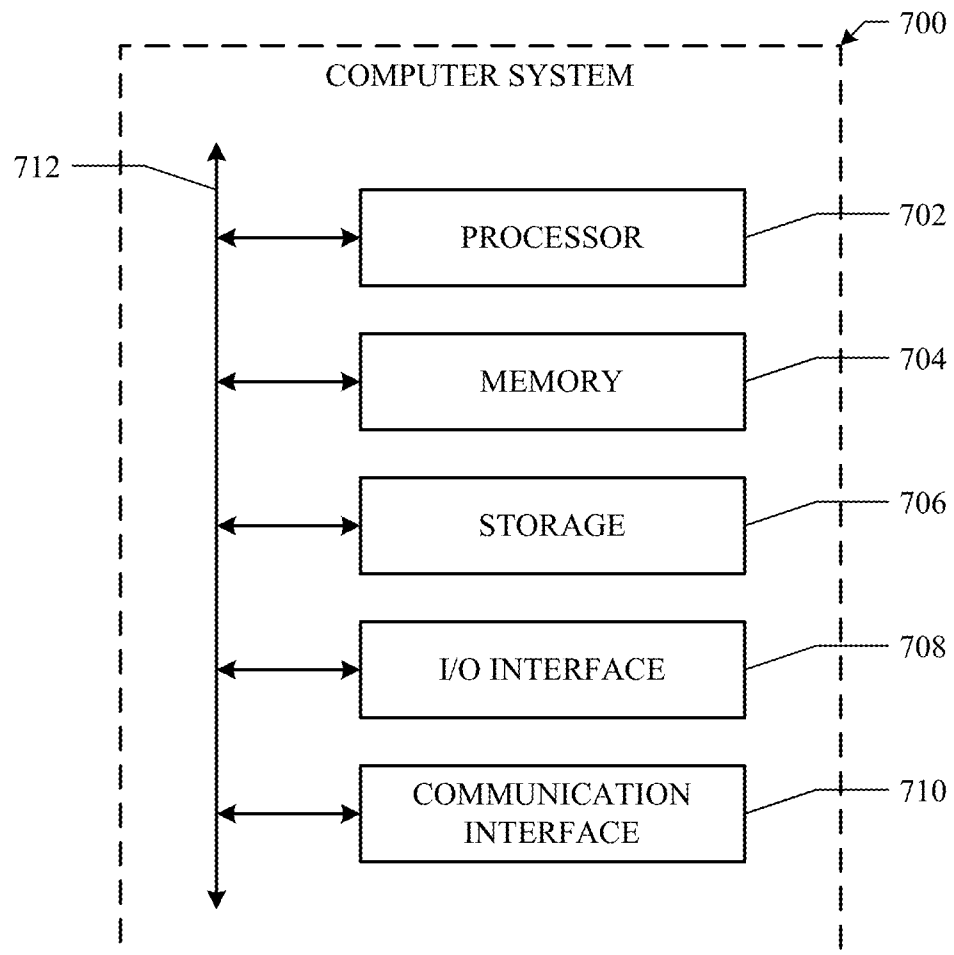 700
COMPUTER SYSTEM
712
PROCESSOR
702
MEMORY
704
STORAGE
706
I/O INTERFACE
708
COMMUNICATION
INTERFACE
710